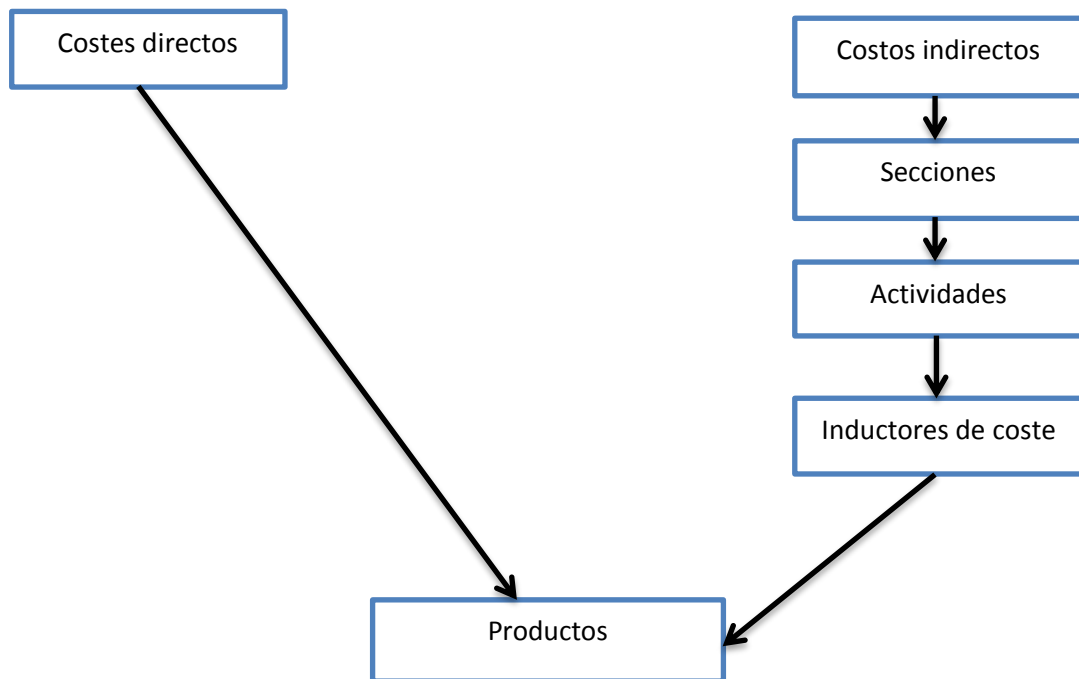 Costes directos
Costos indirectos
Secciones
Actividades
Inductores de coste
Productos